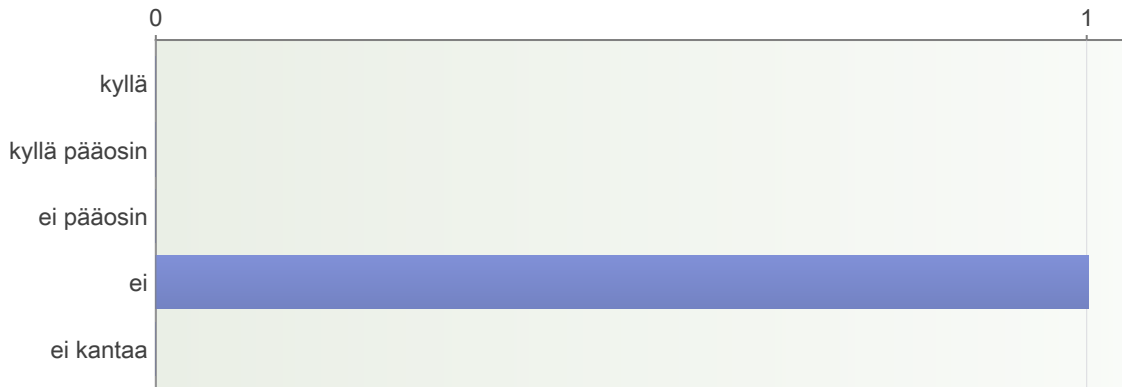 0 1
kyllä
kyllä pääosin
ei pääosin
ei
ei kantaa